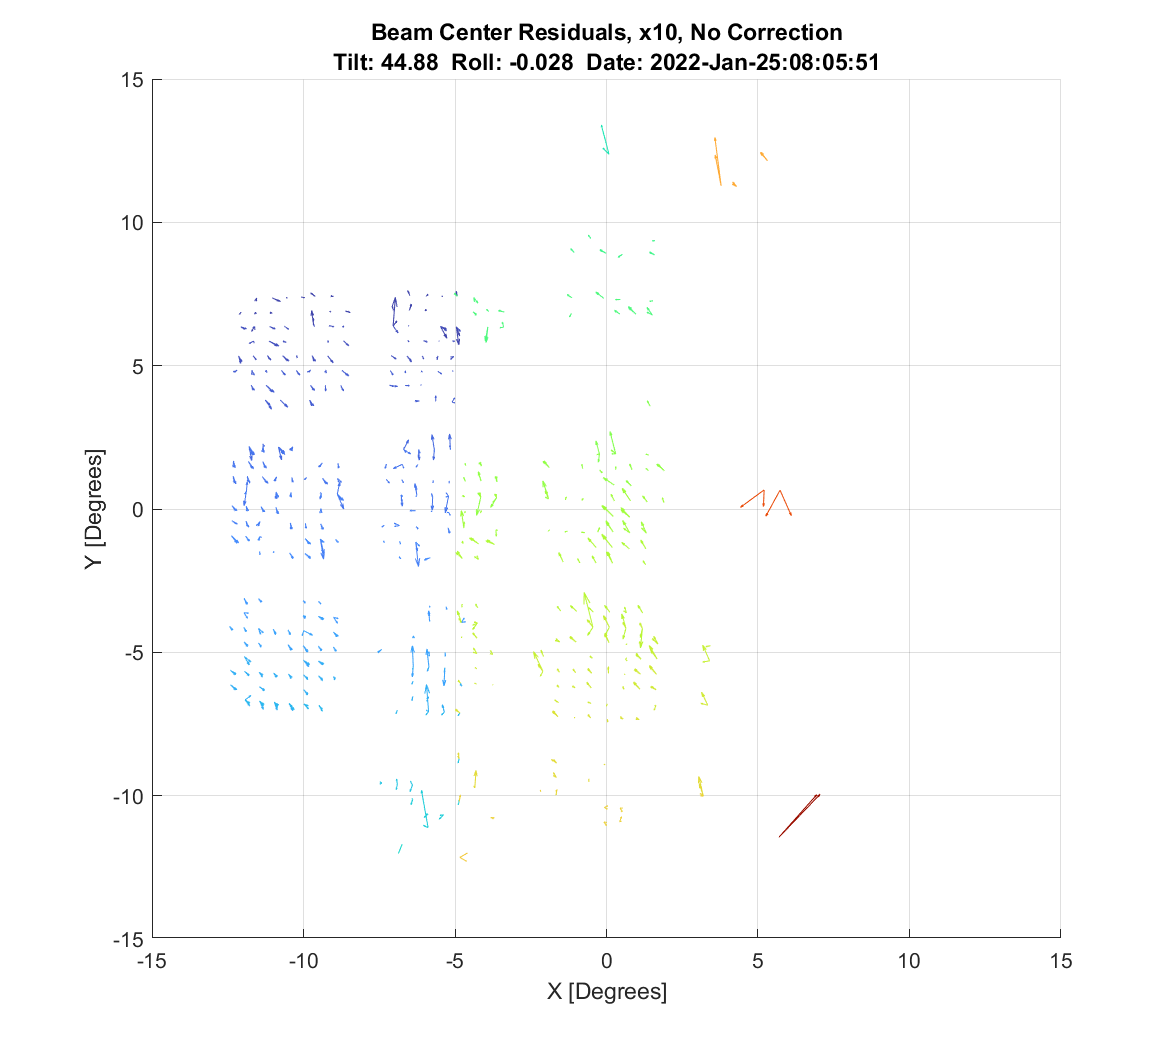 Beam Center Residuals, x10, No Correction
Tilt: 44.88  Roll: -0.028  Date: 2022-Jan-25:08:05:51
15
10
5
0
-5
-10
-15
Y [Degrees]
-15 -10 -5 0 5 10 15
X [Degrees]